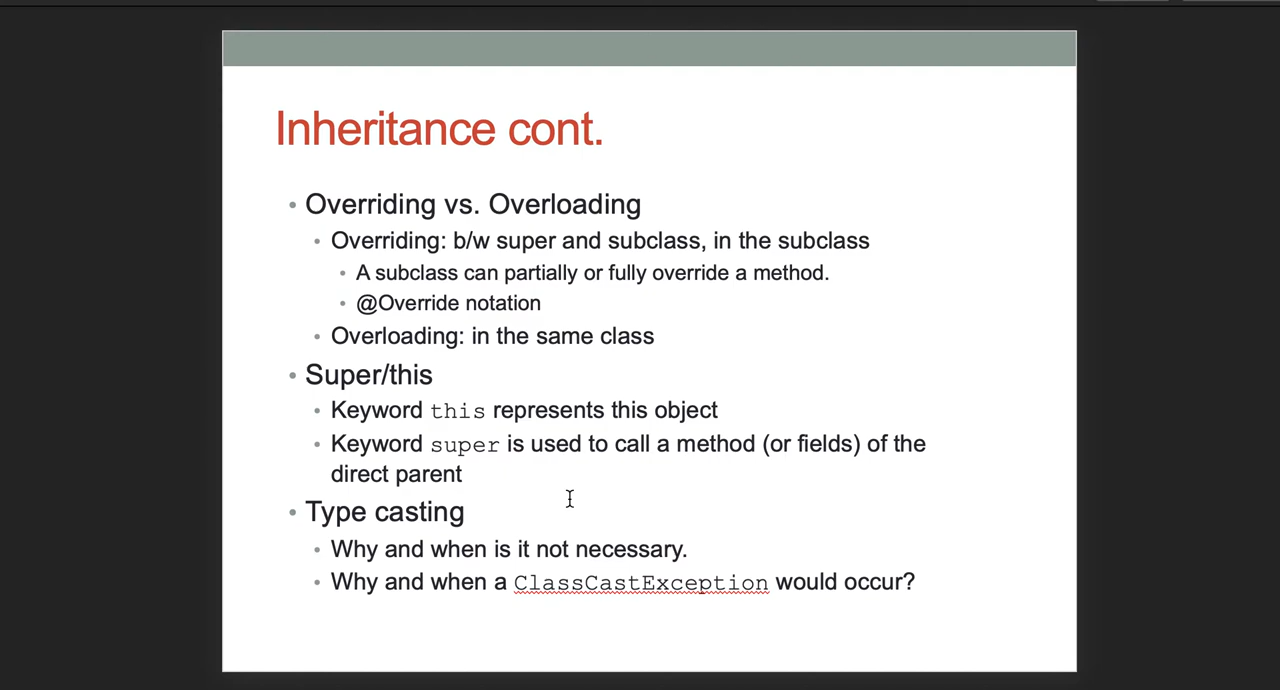 Inheritance cont.
• Overriding vs. Overloading
• Overriding: b/w super and subclass, in the subclass
• A subclass can partially or fully override a method.
• @Override notation
• Overloading: in the same class
• Super/this
• Keyword this represents this object
• Keyword super is used to call a method (or fields) of the
direct parent
• Type casting
• Why and when is it not necessary.
• Why and when a ClassCastException would occur?